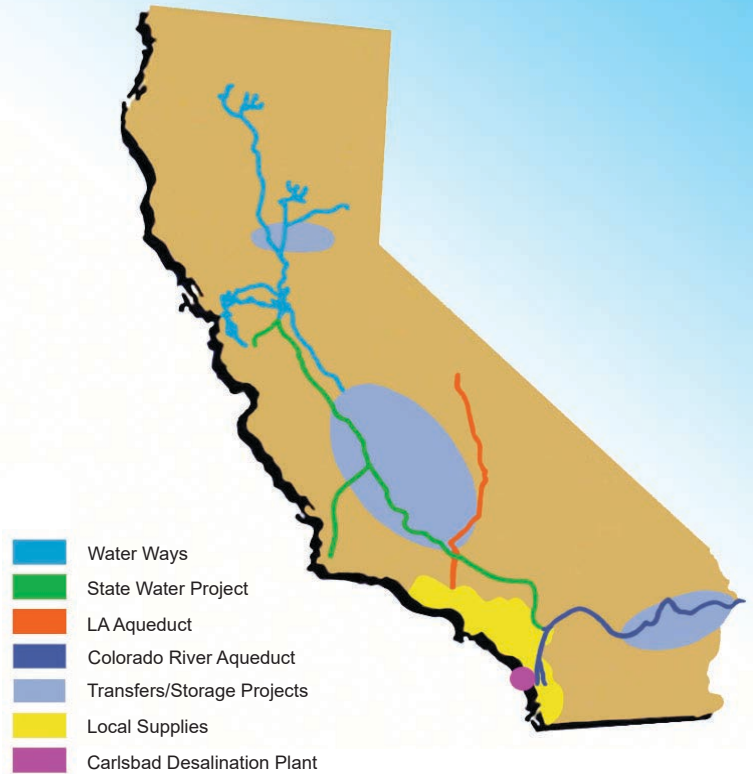 Water Ways
State Water Project
LA Aqueduct
Colorado River Aqueduct
Transfers/Storage Projects
Local Supplies
Carlsbad Desalination Plant